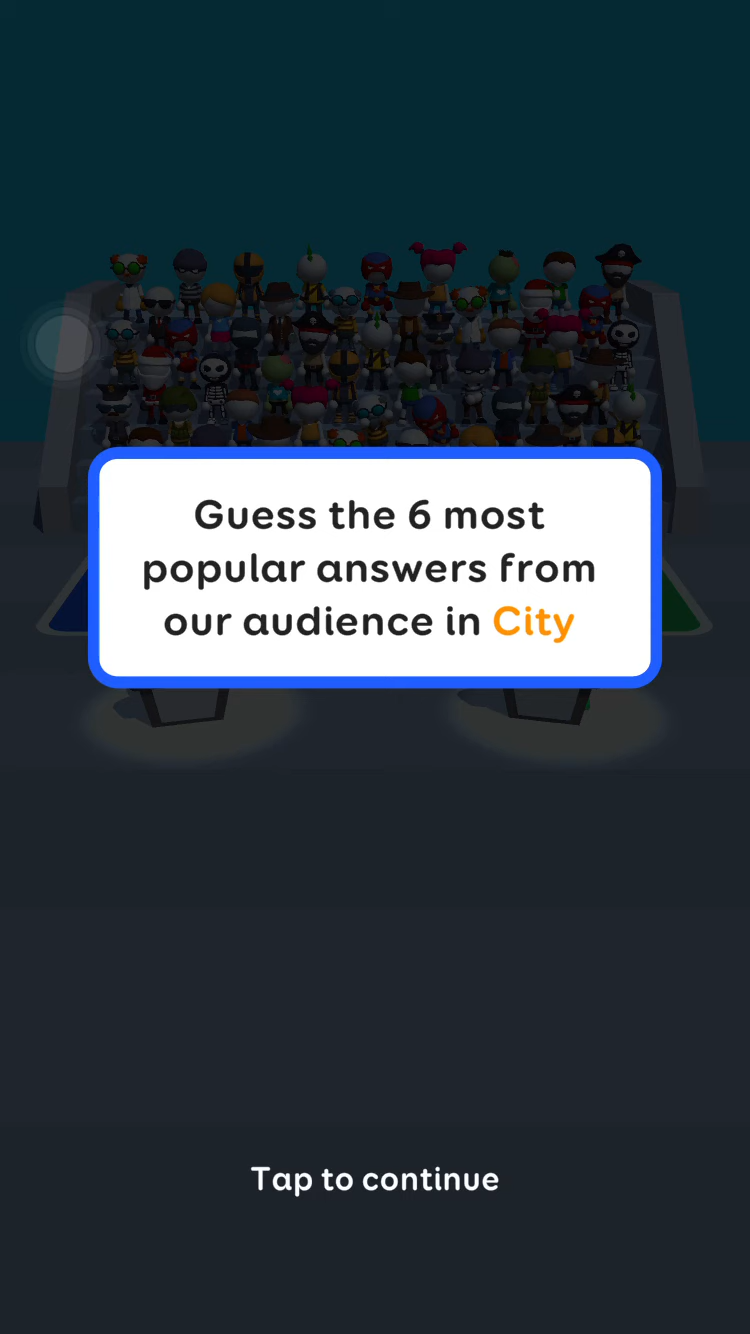 Guess the 6 most
popular answers from
our audience in City
Tap to continue